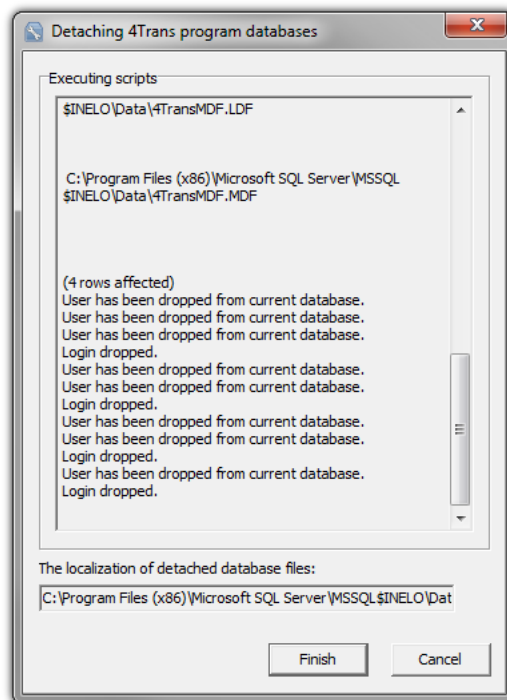 Detaching 4Trans program databases
Executing scripts
$INELO\Data\4TransMDF.LDF
C:\Program Files (x86)\Microsoft SQL Server\MSSQL
$INELO\Data\4TransMDF.MDF
(4 rows affected)
User has been dropped from current database.
User has been dropped from current database.
User has been dropped from current database.
Login dropped.
User has been dropped from current database.
User has been dropped from current database.
Login dropped.
User has been dropped from current database.
User has been dropped from current database.
Login dropped.
User has been dropped from current database.
Login dropped.
The localization of detached database files:
C:\Program Files (x86)\Microsoft SQL Server\MSSQL$INELO\Dat
Finish
Cancel